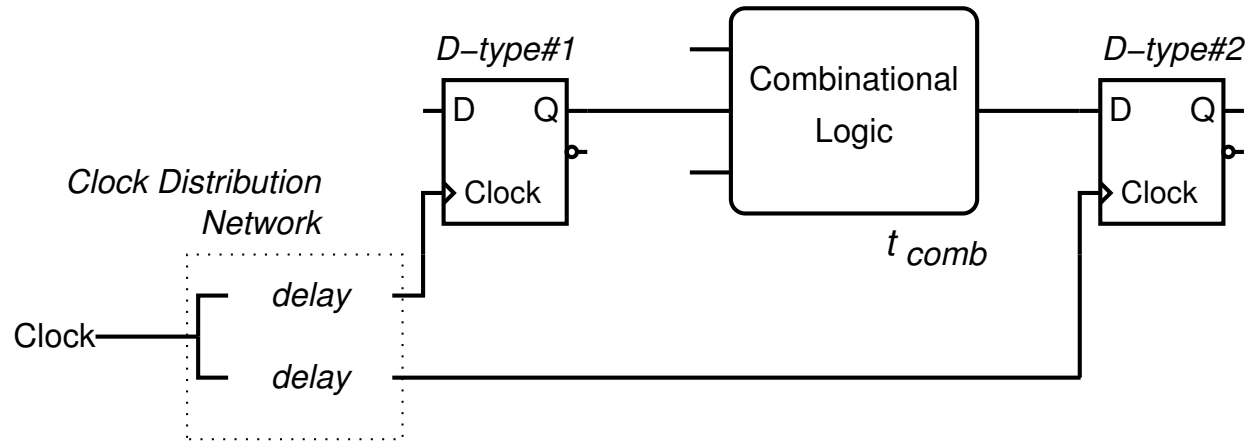 D–type#1
D Q
Clock
Combinational
Logic
t comb
D–type#2
D Q
Clock
Clock Distribution
Network
delay
Clock
delay